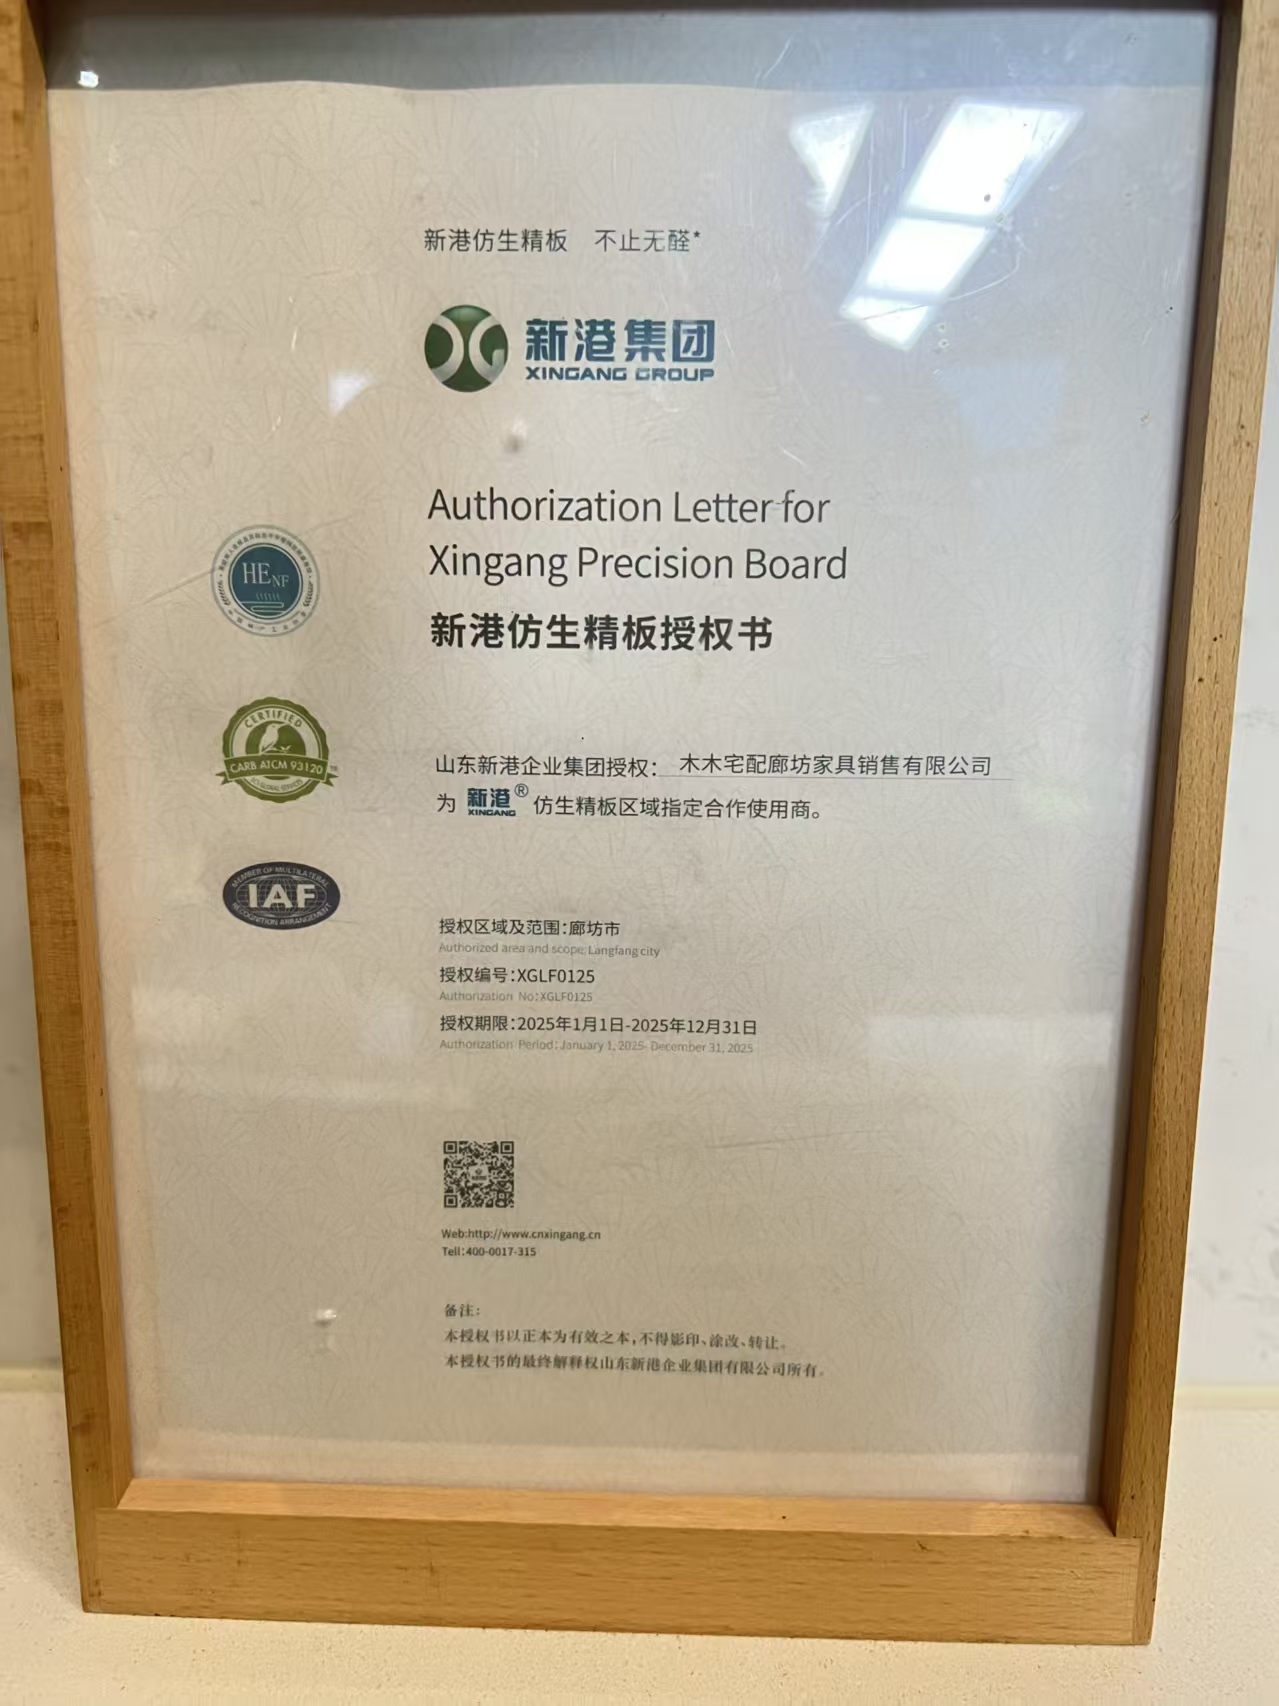 新港仿生精板 不止无醛*
新港集团
XINGANG GROUP
Authorization Letter for
Xingang Precision Board
新港仿生精板授权书
HENF
CERTIFIED
CARB ATCM 93120
MEMBER OF MULTILATERAL
IAF
RECOGNITION ARRANGEMENT
山东新港企业集团授权： 木木宅配廊坊家具销售有限公司
为 新港 XINGANG ® 仿生精板区域指定合作使用商。
授权区域及范围：廊坊市
Authorized area and scope: Langfang city
授权编号：XGLF0125
Authorization No：XGLF0125
授权期限：2025年1月1日-2025年12月31日
Authorization Period：January 1, 2025- December 31, 2025
Web:http://www.cnxingang.cn
Tell：400-0017-315
备注：
本授权书以正本为有效之本，不得影印、涂改、转让。
本授权书的最终解释权山东新港企业集团有限公司所有。